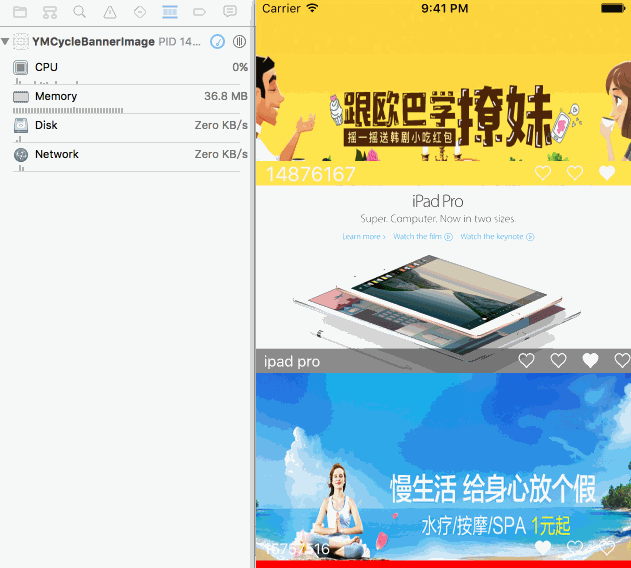 YMCycleBannerImage PID 14...
CPU 0%
Memory 36.8 MB
Disk Zero KB/s
Network Zero KB/s
Carrier 9:41 PM
跟欧巴学撩妹
摇一摇送韩剧小吃红包
14876167
iPad Pro
Super. Computer. Now in two sizes.
Learn more > Watch the film Watch the keynote
ipad pro
慢生活 给身心放个假
水疗/按摩/SPA 1元起